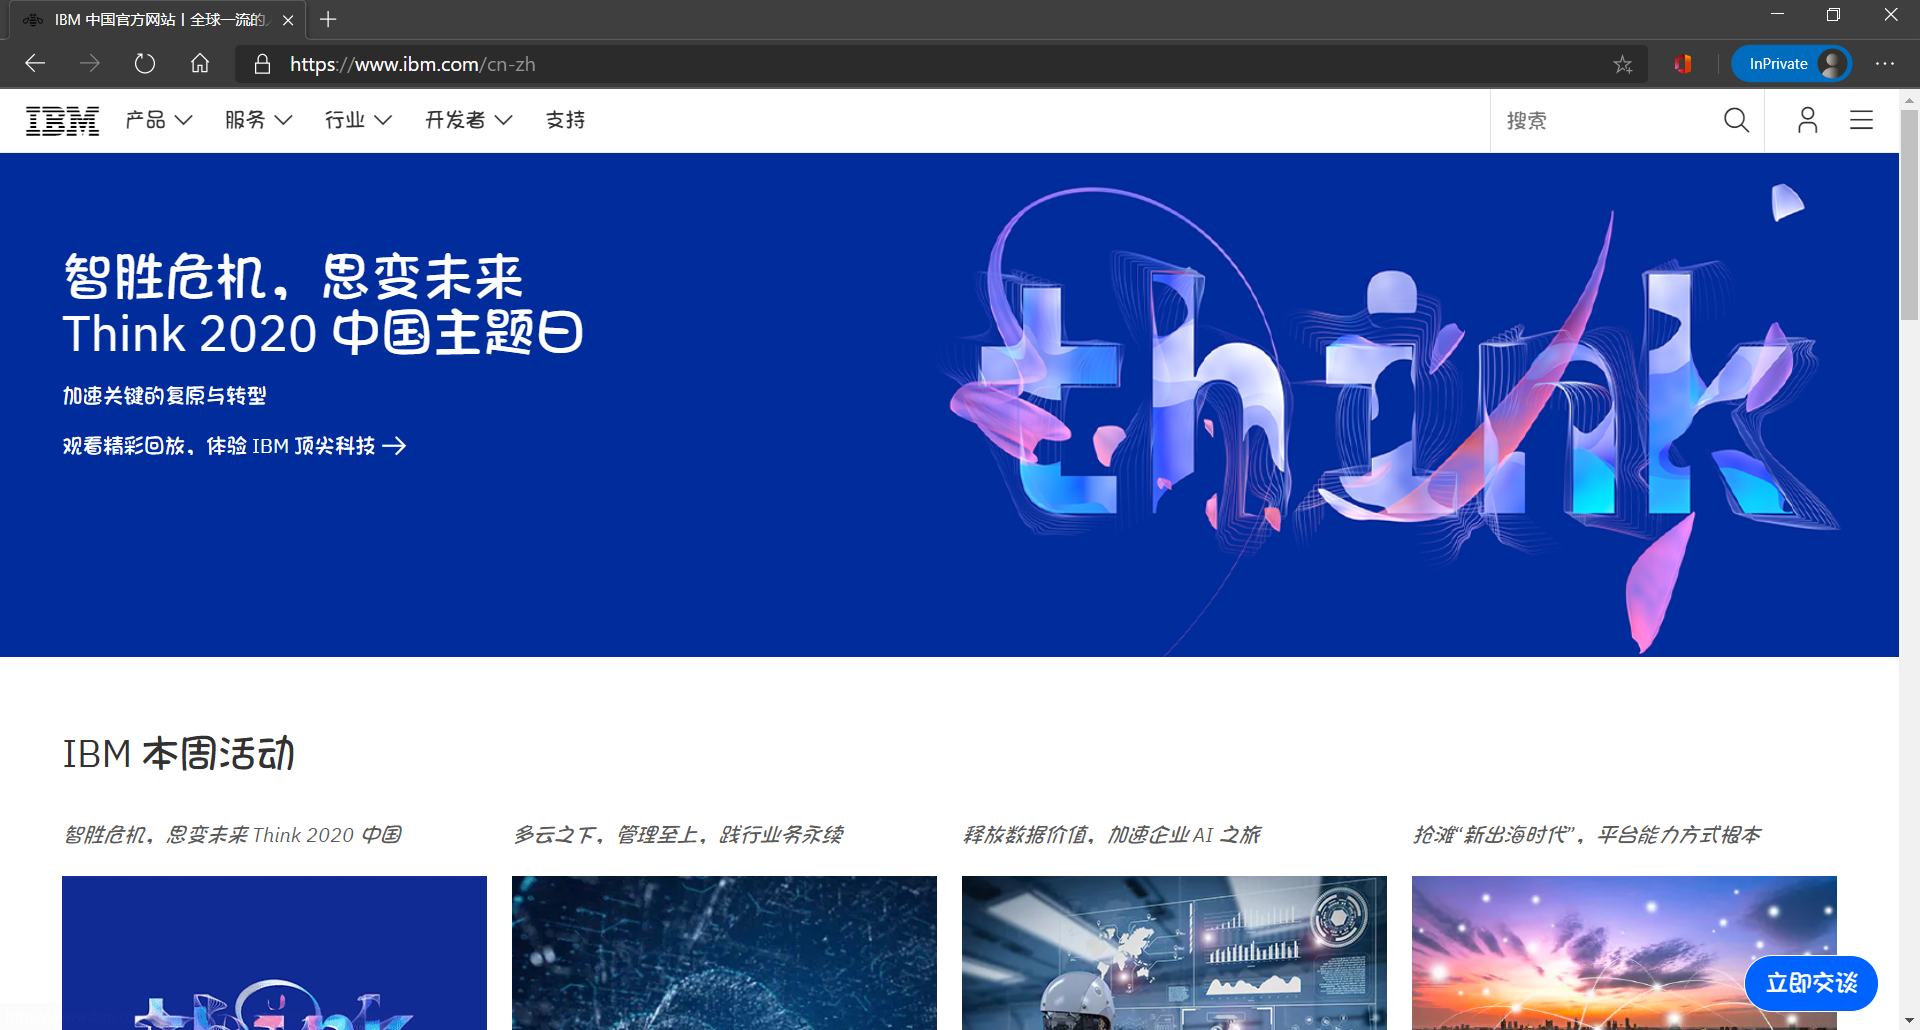 IBM 中国官方网站 | 全球一流的
https://www.ibm.com/cn-zh
InPrivate
IBM 产品 服务 行业 开发者 支持
搜索
智胜危机，思变未来
Think 2020 中国主题日
加速关键的复原与转型
观看精彩回放，体验 IBM 顶尖科技
think
IBM 本周活动
智胜危机，思变未来 Think 2020 中国
多云之下，管理至上，践行业务永续
释放数据价值，加速企业 AI 之旅
抢滩“新出海时代”，平台能力方式根本
think
立即交谈